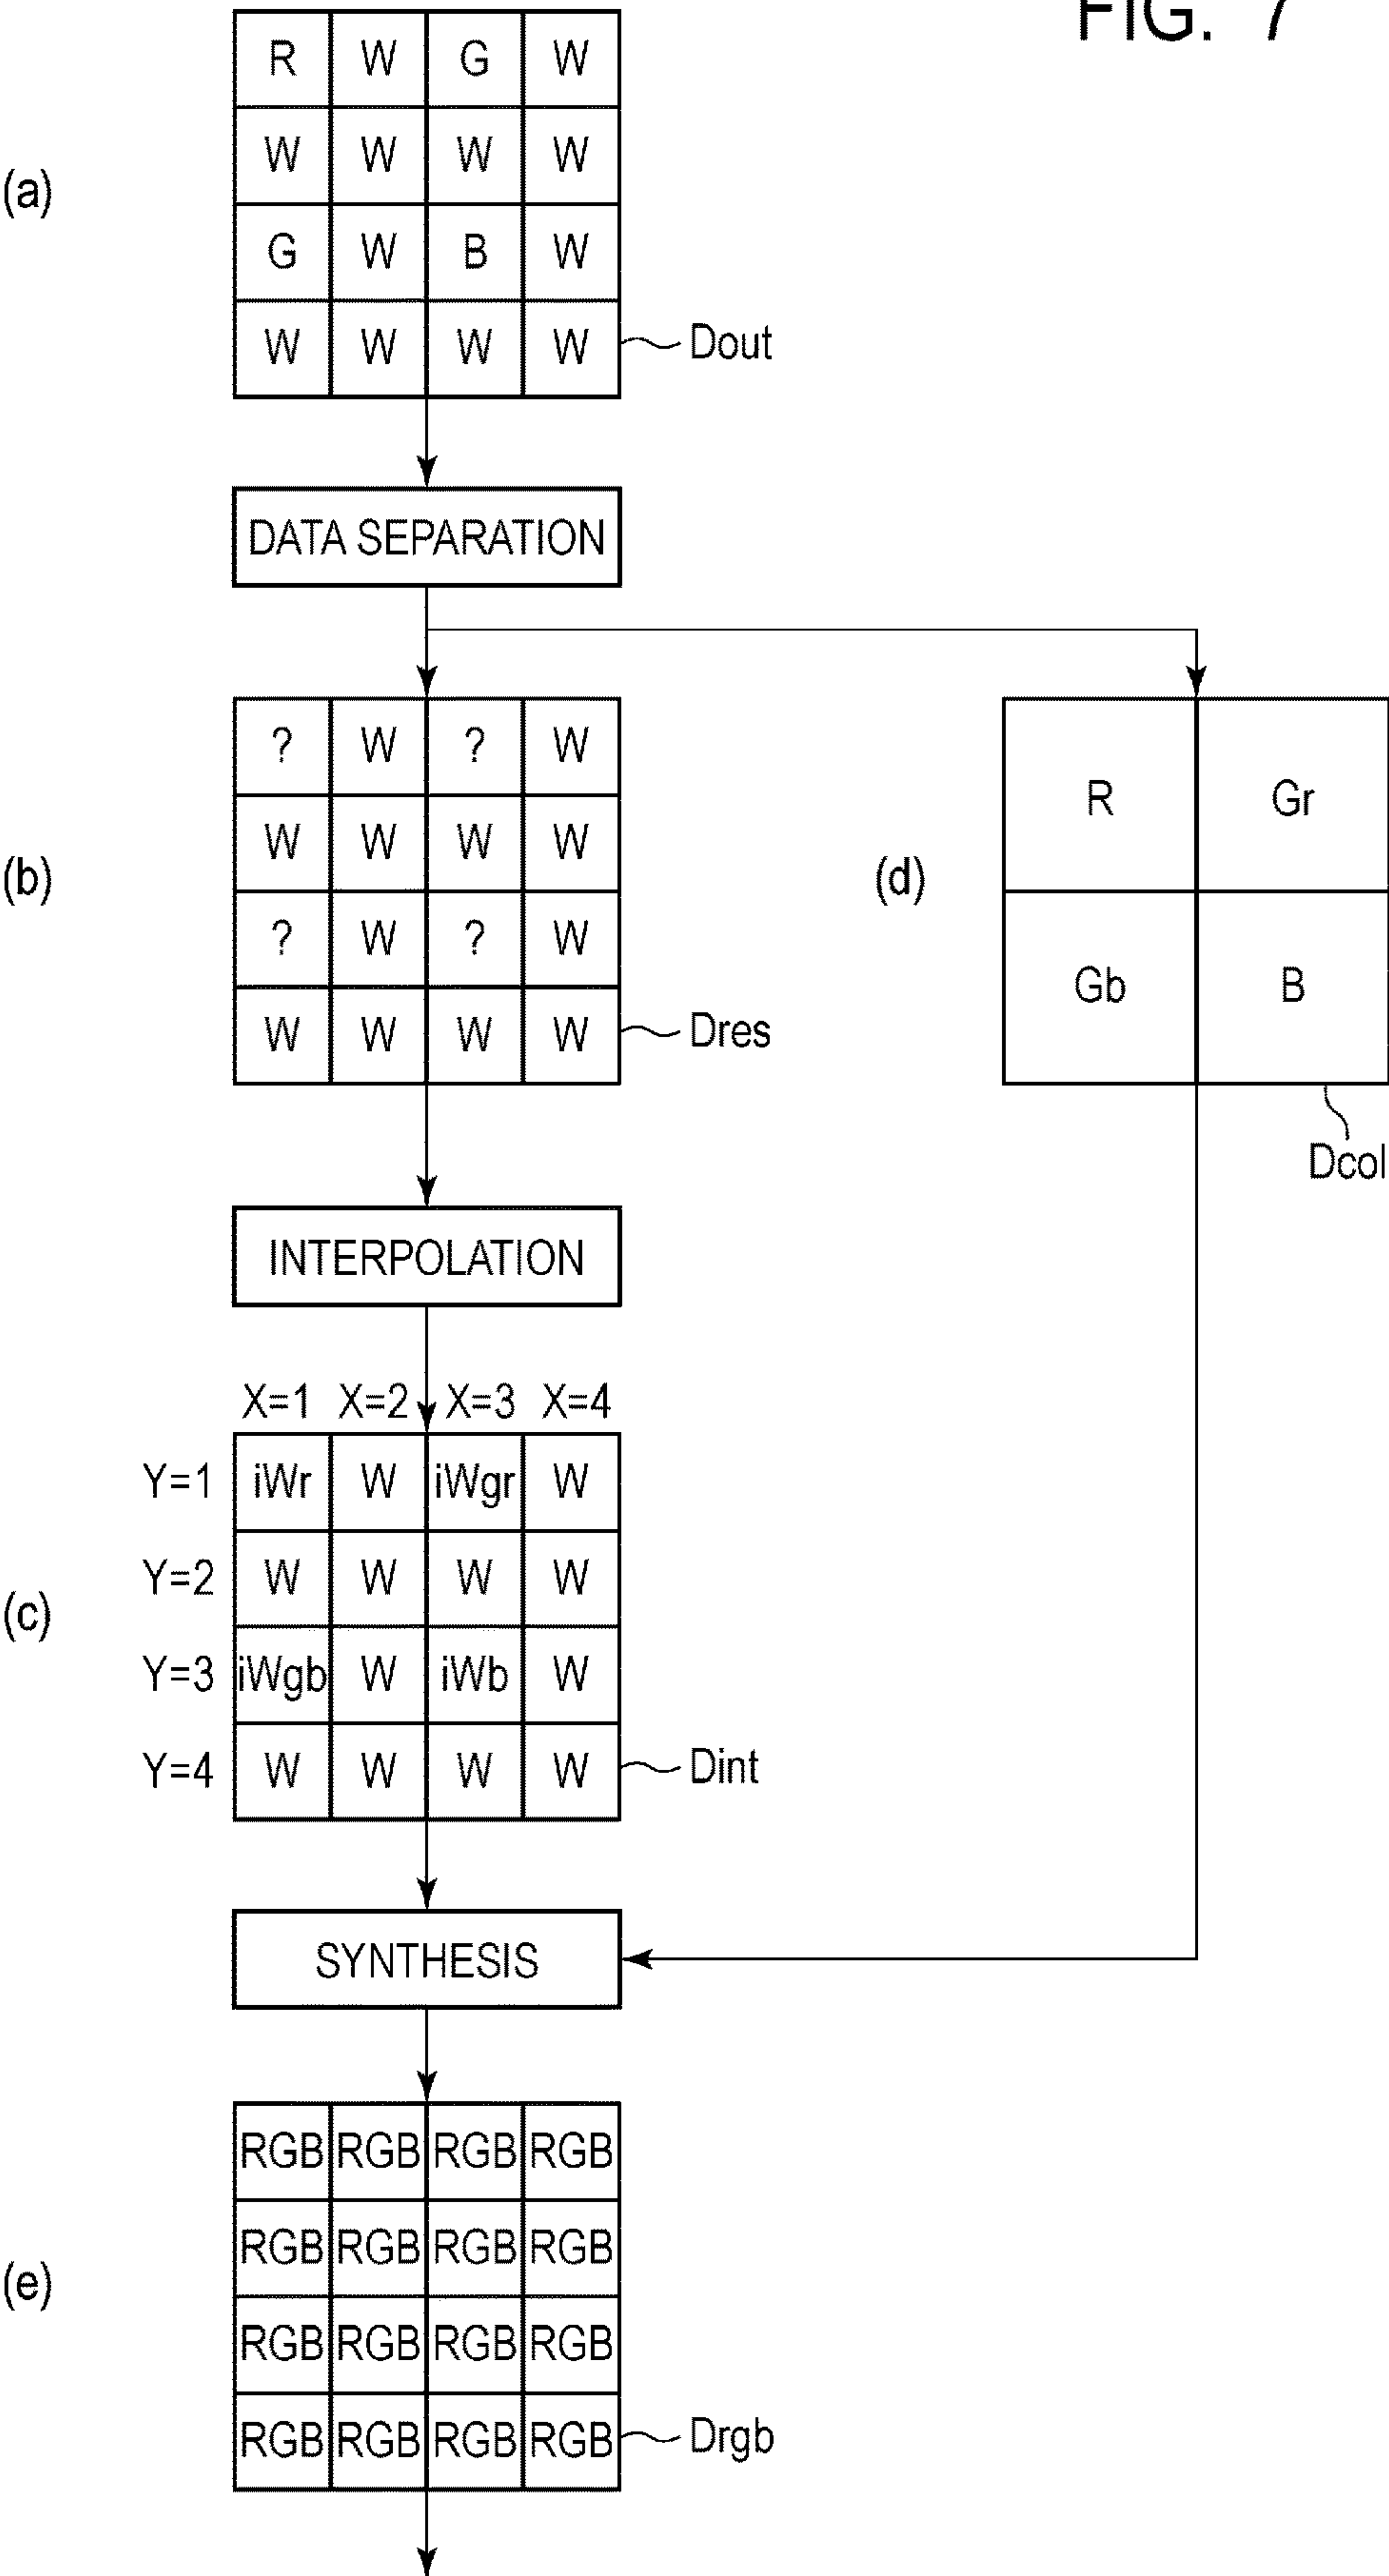 FIG. 7
(a)
R W G W
W W W W
G W B W
W W W W
Dout
DATA SEPARATION
(b)
? W ? W
W W W W
? W ? W
W W W W
Dres
(d)
R Gr
Gb B
Dcol
INTERPOLATION
(c)
X=1 X=2 X=3 X=4
Y=1 iWr W iWgr W
Y=2 W W W W
Y=3 iWgb W iWb W
Y=4 W W W W
Dint
SYNTHESIS
(e)
RGB RGB RGB RGB
RGB RGB RGB RGB
RGB RGB RGB RGB
RGB RGB RGB RGB
Drgb